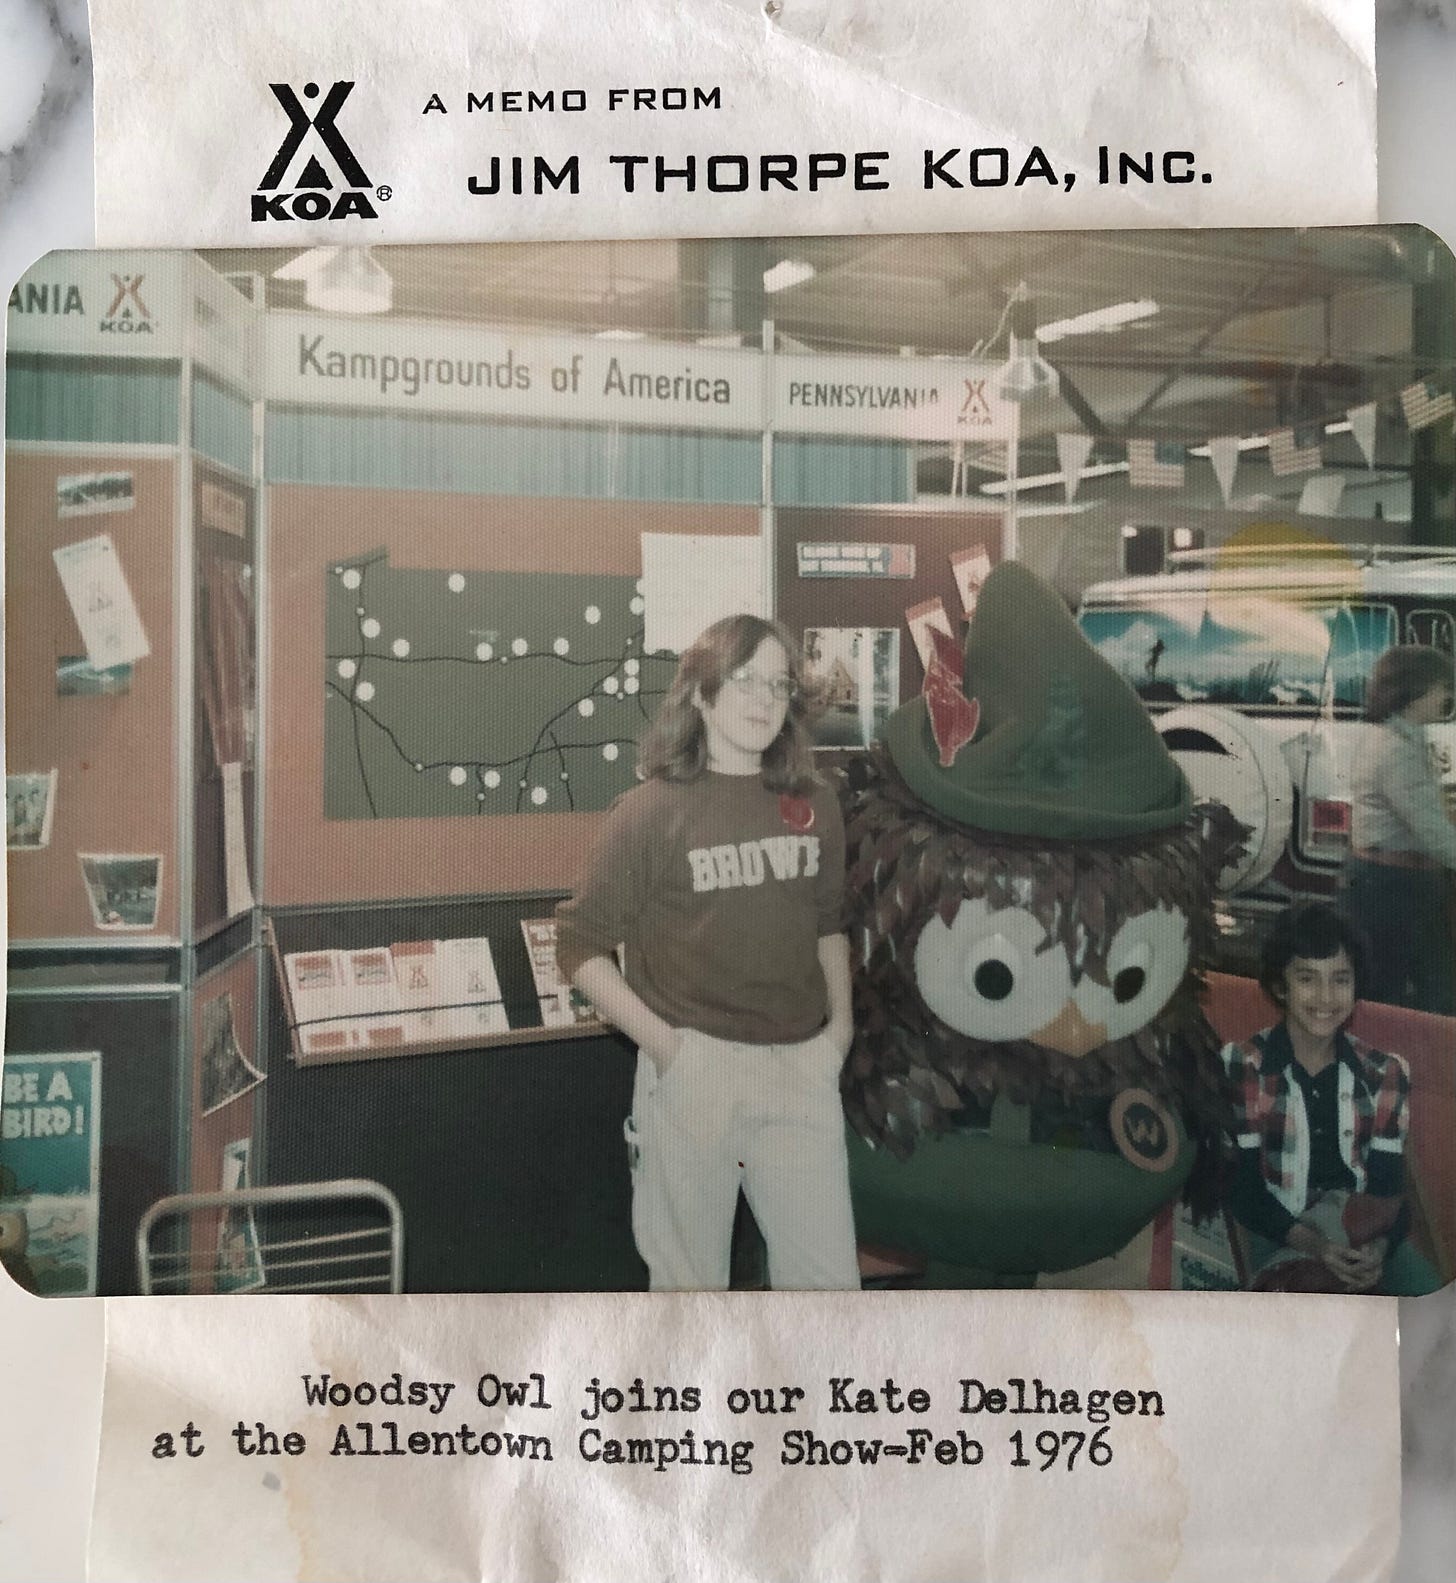 A MEMO FROM
KOA®
JIM THORPE KOA, INC.
ANIA
KOA
Kampgrounds of America
PENNSYLVANIA
KOA
BROWN
W
BE A
BIRD!
Woodsy Owl joins our Kate Delhagen
at the Allentown Camping Show-Feb 1976